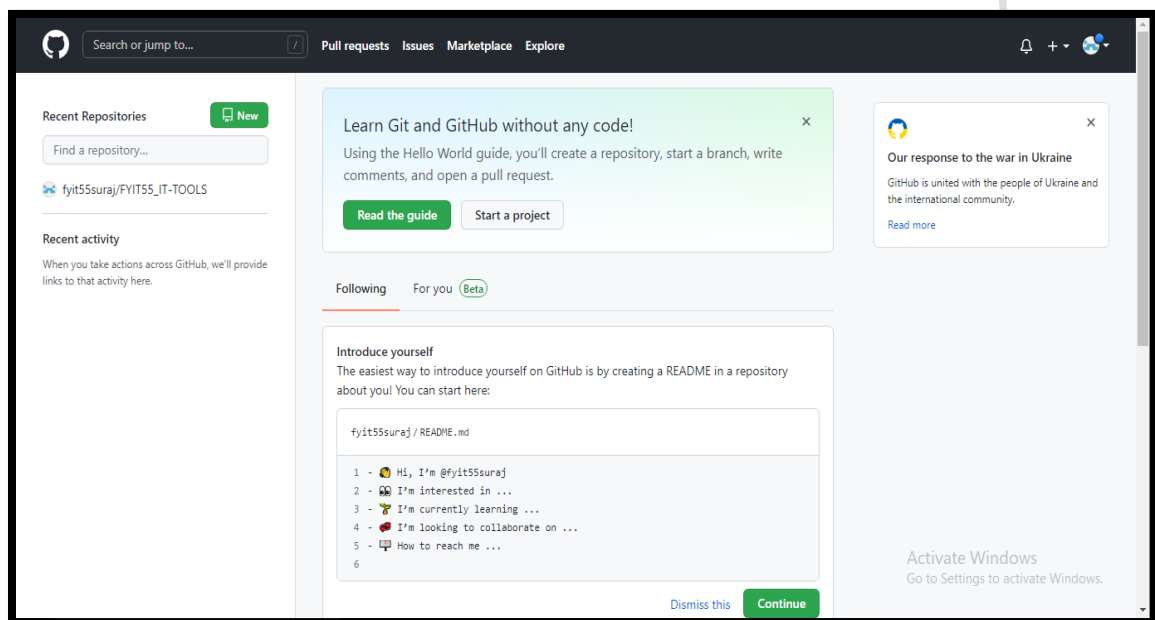 Search or jump to...
/
Pull requests Issues Marketplace Explore
Recent Repositories
New
Find a repository...
fyit55suraj/FYIT55_IT-TOOLS
Recent activity
When you take actions across GitHub, we'll provide
links to that activity here.
Learn Git and GitHub without any code!
Using the Hello World guide, you'll create a repository, start a branch, write
comments, and open a pull request.
Read the guide
Start a project
Following
For you Beta
Introduce yourself
The easiest way to introduce yourself on GitHub is by creating a README in a repository
about you! You can start here:
fyit55suraj/README.md
1 - 👋 Hi, I'm @fyit55suraj
2 - 👀 I'm interested in ...
3 - 🌱 I'm currently learning ...
4 - 💞️ I'm looking to collaborate on ...
5 - 📫 How to reach me ...
6
Dismiss this
Continue
Our response to the war in Ukraine
GitHub is united with the people of Ukraine and
the international community.
Read more
Activate Windows
Go to Settings to activate Windows.